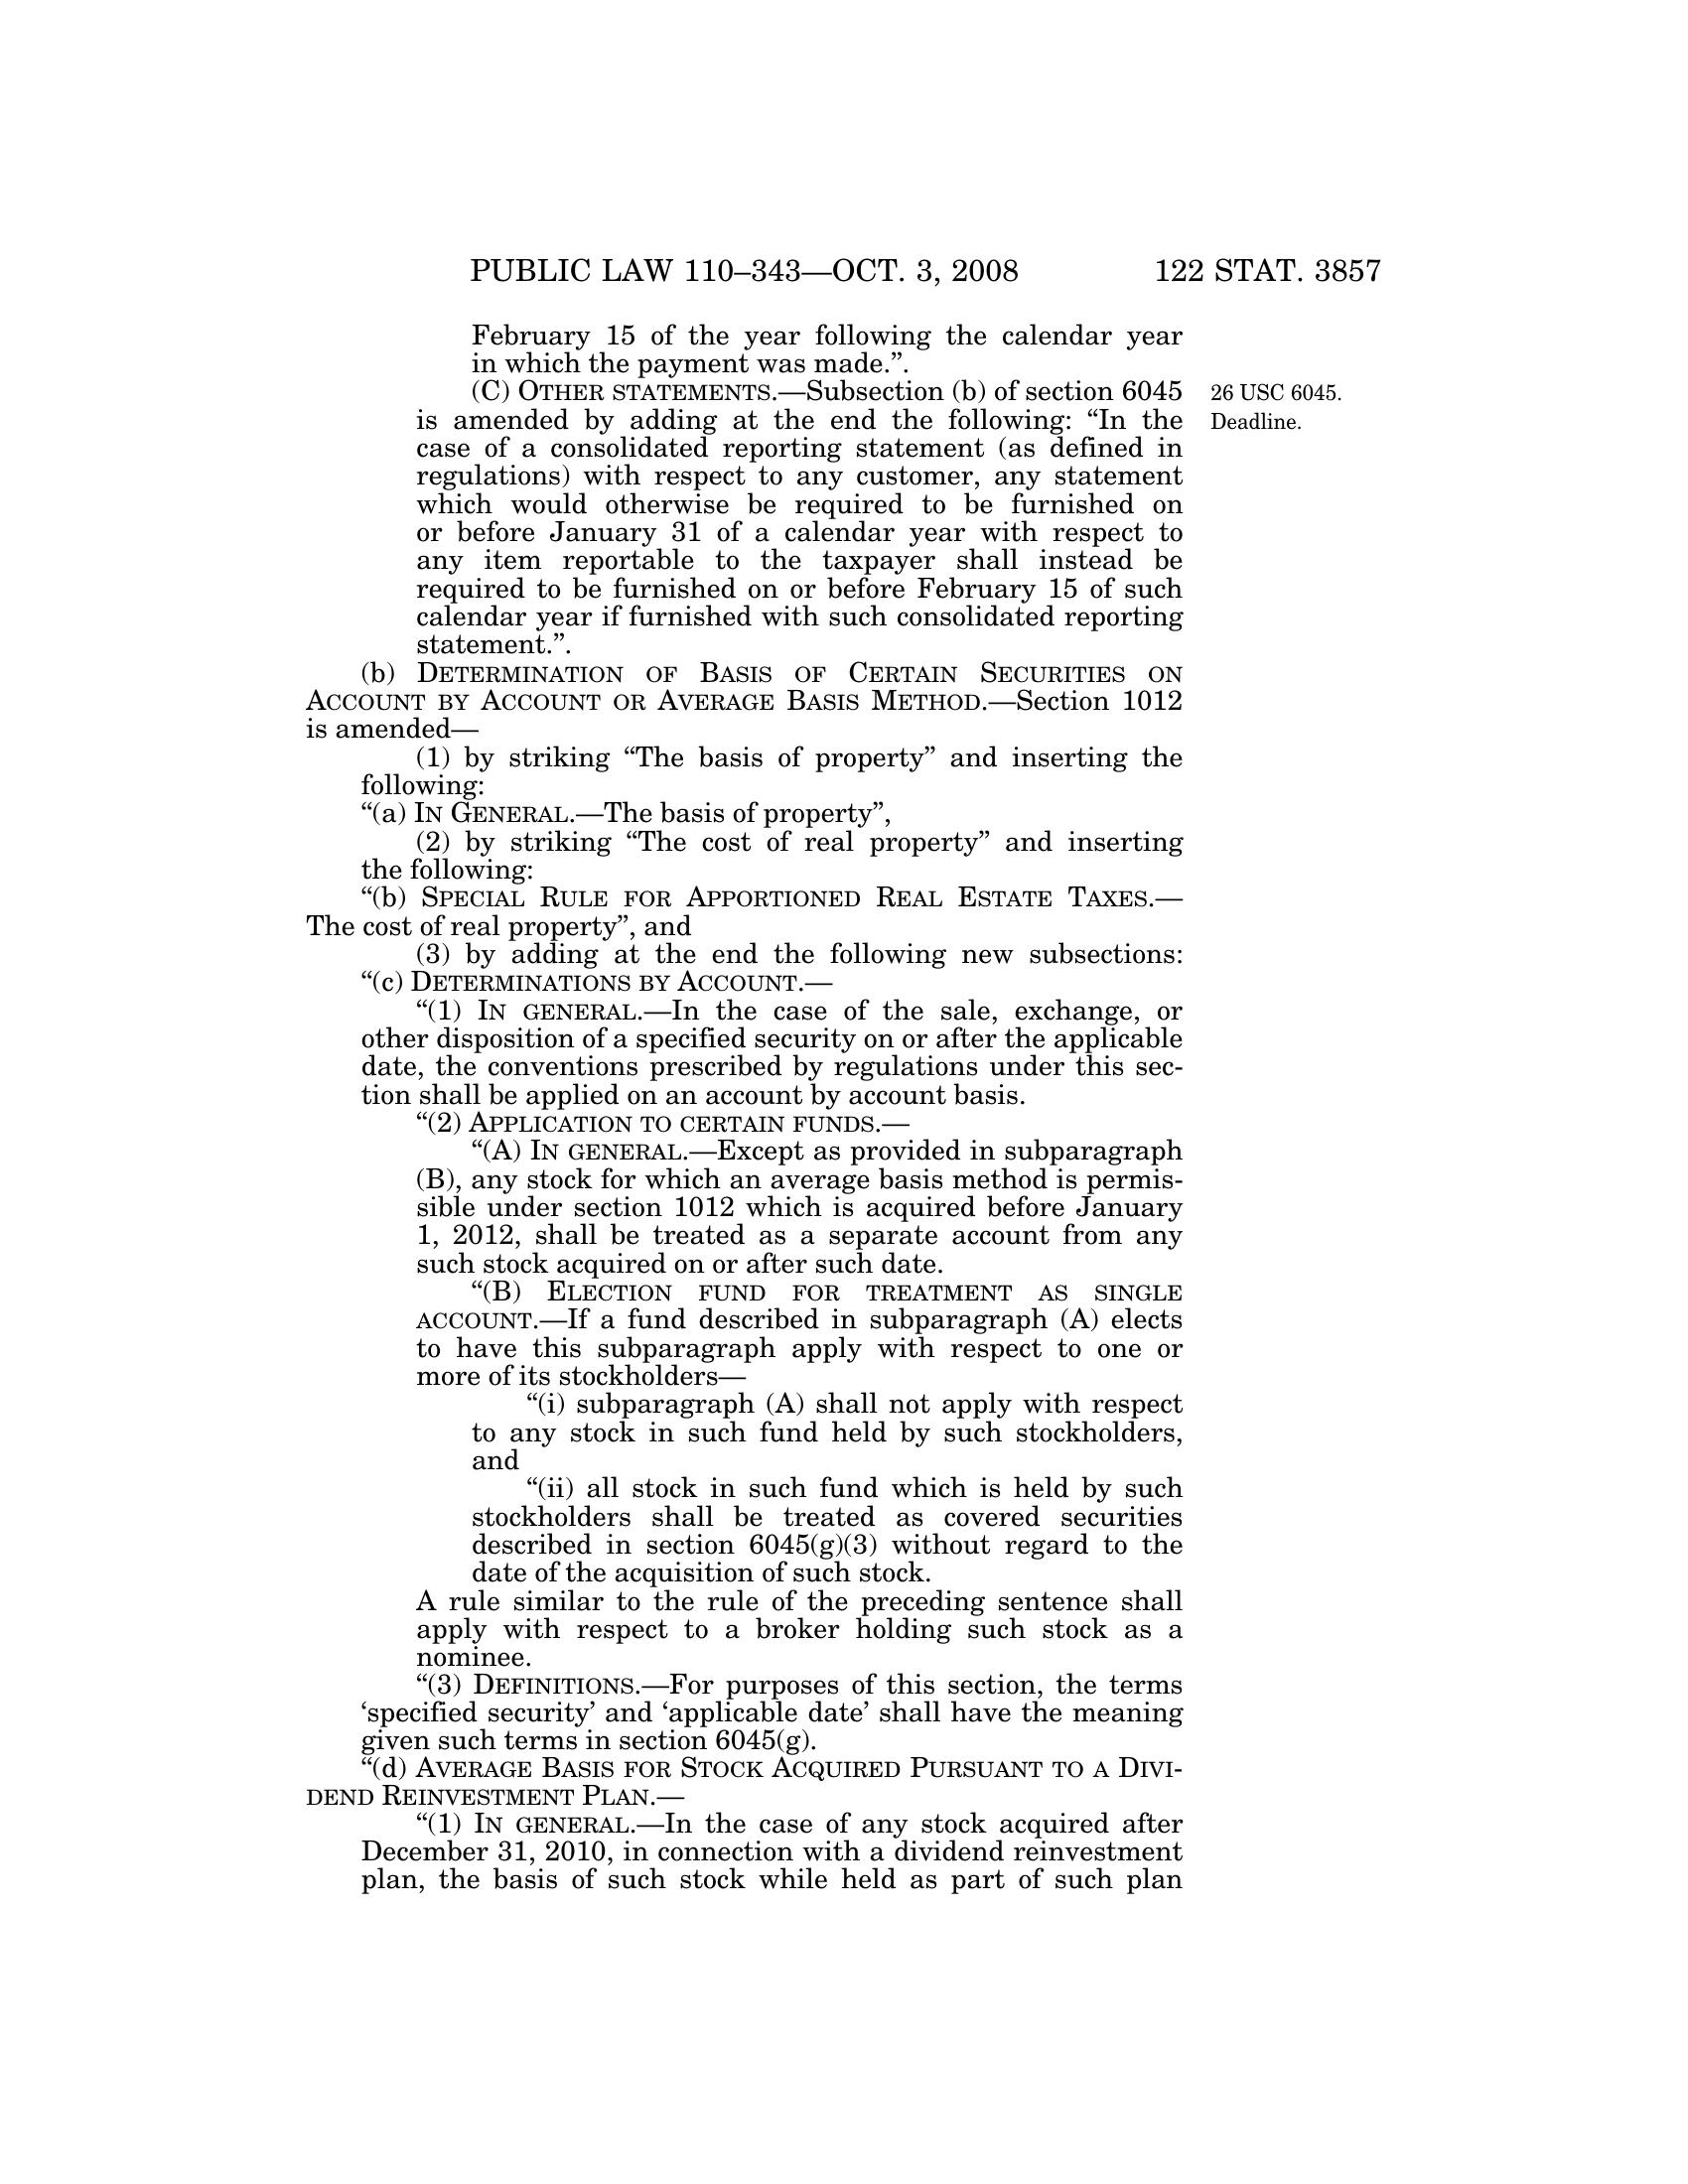 PUBLIC LAW 110–343—OCT. 3, 2008 122 STAT. 3857
February 15 of the year following the calendar year
in which the payment was made.”.
(C) OTHER STATEMENTS.—Subsection (b) of section 6045
is amended by adding at the end the following: “In the
case of a consolidated reporting statement (as defined in
regulations) with respect to any customer, any statement
which would otherwise be required to be furnished on
or before January 31 of a calendar year with respect to
any item reportable to the taxpayer shall instead be
required to be furnished on or before February 15 of such
calendar year if furnished with such consolidated reporting
statement.”.
26 USC 6045.
Deadline.
(b) DETERMINATION OF BASIS OF CERTAIN SECURITIES ON
ACCOUNT BY ACCOUNT OR AVERAGE BASIS METHOD.—Section 1012
is amended—
(1) by striking “The basis of property” and inserting the
following:
“(a) IN GENERAL.—The basis of property”,
(2) by striking “The cost of real property” and inserting
the following:
“(b) SPECIAL RULE FOR APPORTIONED REAL ESTATE TAXES.—
The cost of real property”, and
(3) by adding at the end the following new subsections:
“(c) DETERMINATIONS BY ACCOUNT.—
“(1) IN GENERAL.—In the case of the sale, exchange, or
other disposition of a specified security on or after the applicable
date, the conventions prescribed by regulations under this sec-
tion shall be applied on an account by account basis.
“(2) APPLICATION TO CERTAIN FUNDS.—
“(A) IN GENERAL.—Except as provided in subparagraph
(B), any stock for which an average basis method is permis-
sible under section 1012 which is acquired before January
1, 2012, shall be treated as a separate account from any
such stock acquired on or after such date.
“(B) ELECTION FUND FOR TREATMENT AS SINGLE
ACCOUNT.—If a fund described in subparagraph (A) elects
to have this subparagraph apply with respect to one or
more of its stockholders—
“(i) subparagraph (A) shall not apply with respect
to any stock in such fund held by such stockholders,
and
“(ii) all stock in such fund which is held by such
stockholders shall be treated as covered securities
described in section 6045(g)(3) without regard to the
date of the acquisition of such stock.
A rule similar to the rule of the preceding sentence shall
apply with respect to a broker holding such stock as a
nominee.
“(3) DEFINITIONS.—For purposes of this section, the terms
‘specified security’ and ‘applicable date’ shall have the meaning
given such terms in section 6045(g).
“(d) AVERAGE BASIS FOR STOCK ACQUIRED PURSUANT TO A DIVI-
DEND REINVESTMENT PLAN.—
“(1) IN GENERAL.—In the case of any stock acquired after
December 31, 2010, in connection with a dividend reinvestment
plan, the basis of such stock while held as part of such plan